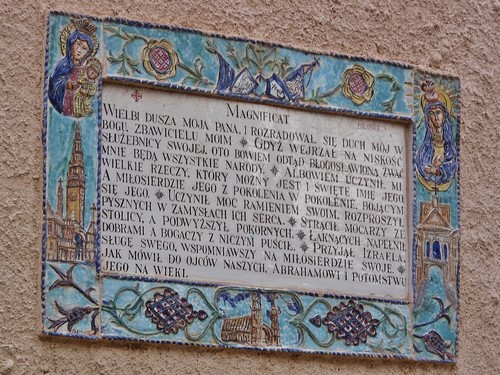 Magnificat
Wielbi dusza moja Pana, i rozradował się duch mój w
Bogu, Zbawicielu moim ✦ Gdyż wejrzał na niskość
służebnicy swojej, oto bowiem odtąd błogosławioną zwać
mnie będą wszystkie narody. ✦ Albowiem uczynił mi
wielkie rzeczy, który możny jest i święte imię Jego
a miłosierdzie Jego z pokolenia w pokolenie, bojącym
się Jego. ✦ Uczynił moc ramieniem swoim, rozproszył
pysznych w zamysłach ich serca. ✦ Strącił mocarzy ze
stolicy, a podwyższył pokornych. ✦ Łaknących napełnił
dobrami a bogaczy z niczym puścił. ✦ Przyjął Izraela,
sługę swego, wspomniawszy na miłosierdzie swoje. ✦
Jak mówił do ojców naszych, Abrahamowi i potomstwu
jego na wieki.